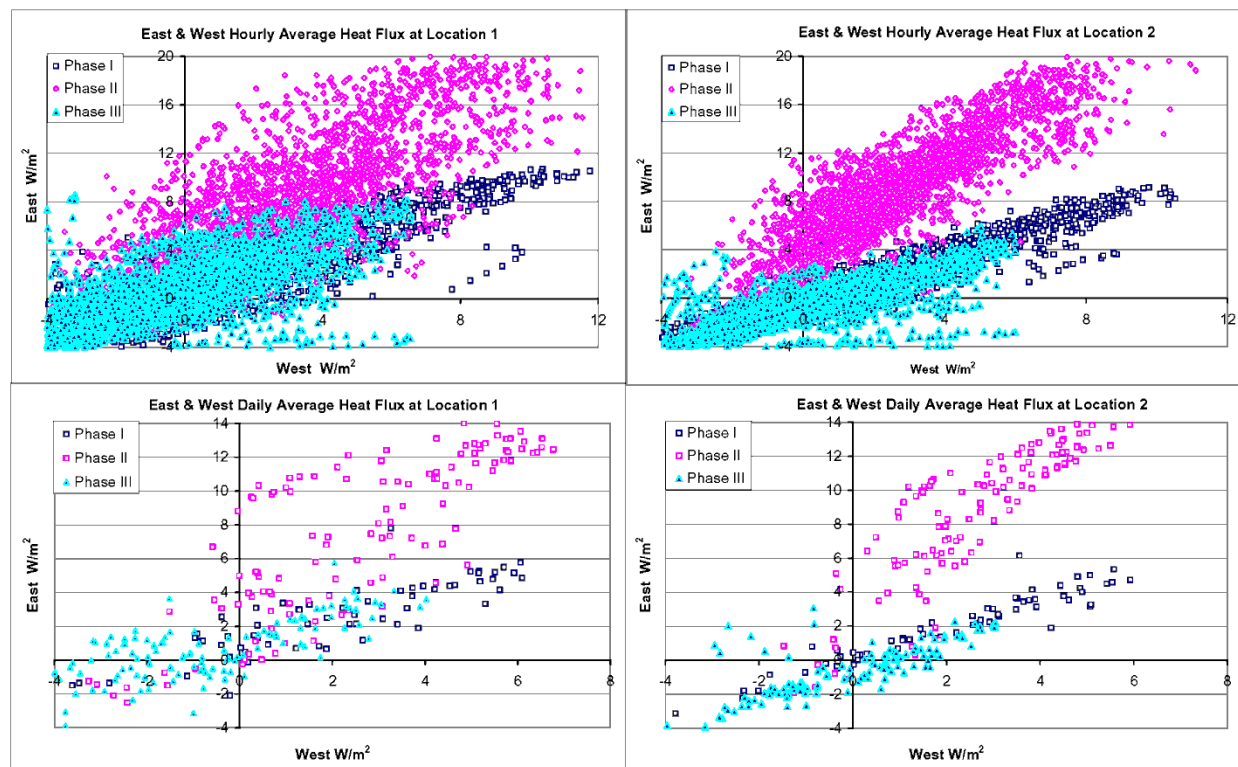 East & West Hourly Average Heat Flux at Location 1
Phase I
Phase II
Phase III
20
16
12
8
4
0
-4
-4
0
4
8
12
East W/m²
West W/m²
East & West Hourly Average Heat Flux at Location 2
Phase I
Phase II
Phase III
20
16
12
8
4
0
-4
-4
0
4
8
12
East W/m²
West W/m²
East & West Daily Average Heat Flux at Location 1
Phase I
Phase II
Phase III
14
12
10
8
6
4
2
0
-2
-4
-4
-2
0
2
4
6
8
East W/m²
West W/m²
East & West Daily Average Heat Flux at Location 2
Phase I
Phase II
Phase III
14
12
10
8
6
4
2
0
-2
-4
-4
-2
0
2
4
6
8
East W/m²
West W/m²